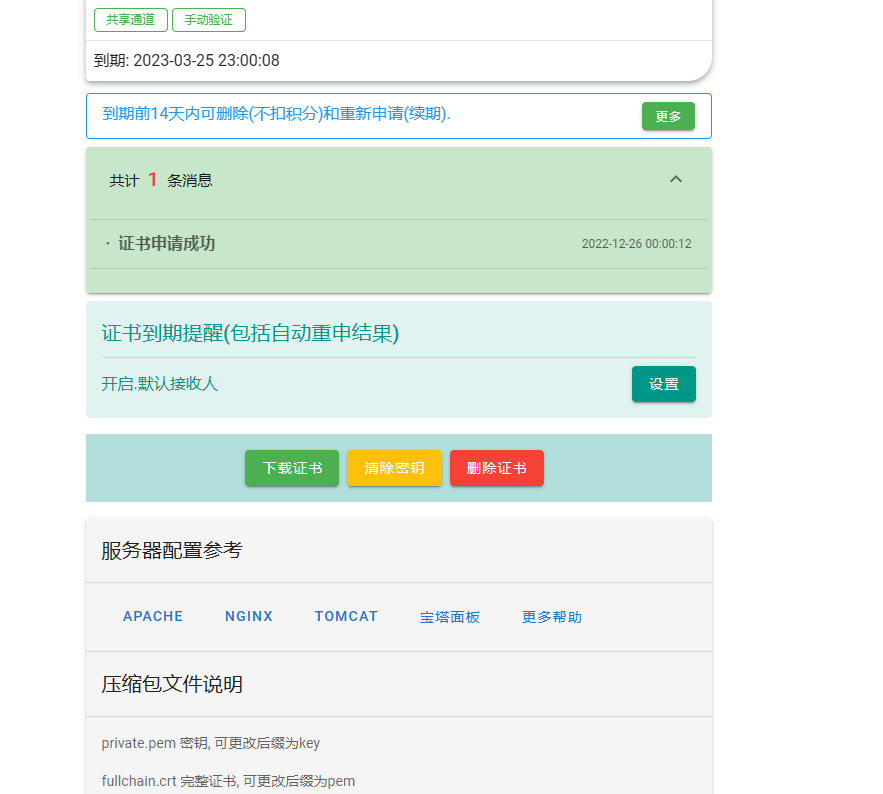 共享通道 手动验证
到期: 2023-03-25 23:00:08
到期前14天内可删除(不扣积分)和重新申请(续期). 更多
共计 1 条消息
· 证书申请成功 2022-12-26 00:00:12
证书到期提醒(包括自动重申结果)
开启.默认接收人 设置
下载证书 清除密钥 删除证书
服务器配置参考
APACHE NGINX TOMCAT 宝塔面板 更多帮助
压缩包文件说明
private.pem 密钥, 可更改后缀为key
fullchain.crt 完整证书, 可更改后缀为pem